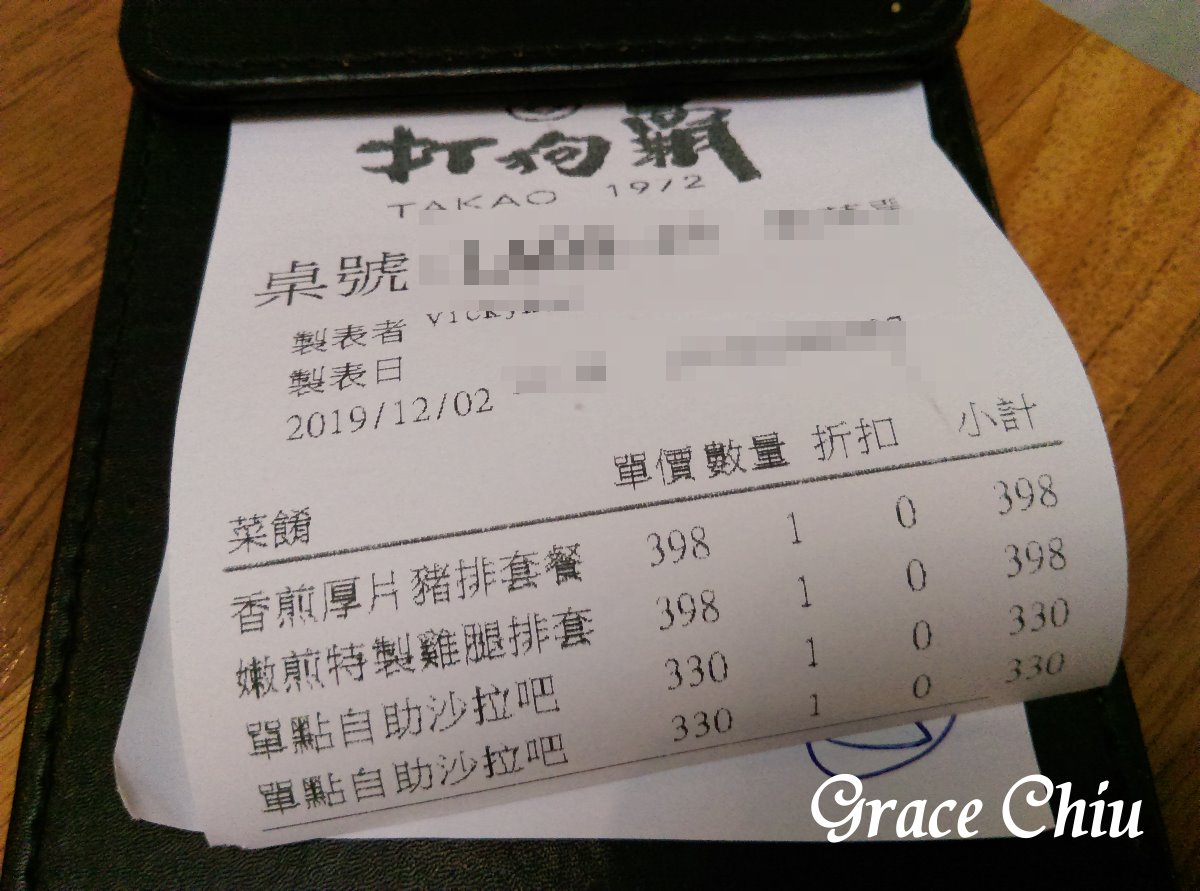 打狗霸
TAKAO 1972
桌號
製表者
製表日
2019/12/02
菜餚 單價 數量 折扣 小計
香煎厚片豬排套餐 398 1 0 398
嫩煎特製雞腿排套 398 1 0 398
單點自助沙拉吧 330 1 0 330
單點自助沙拉吧 330 1 0 330
Grace Chiu